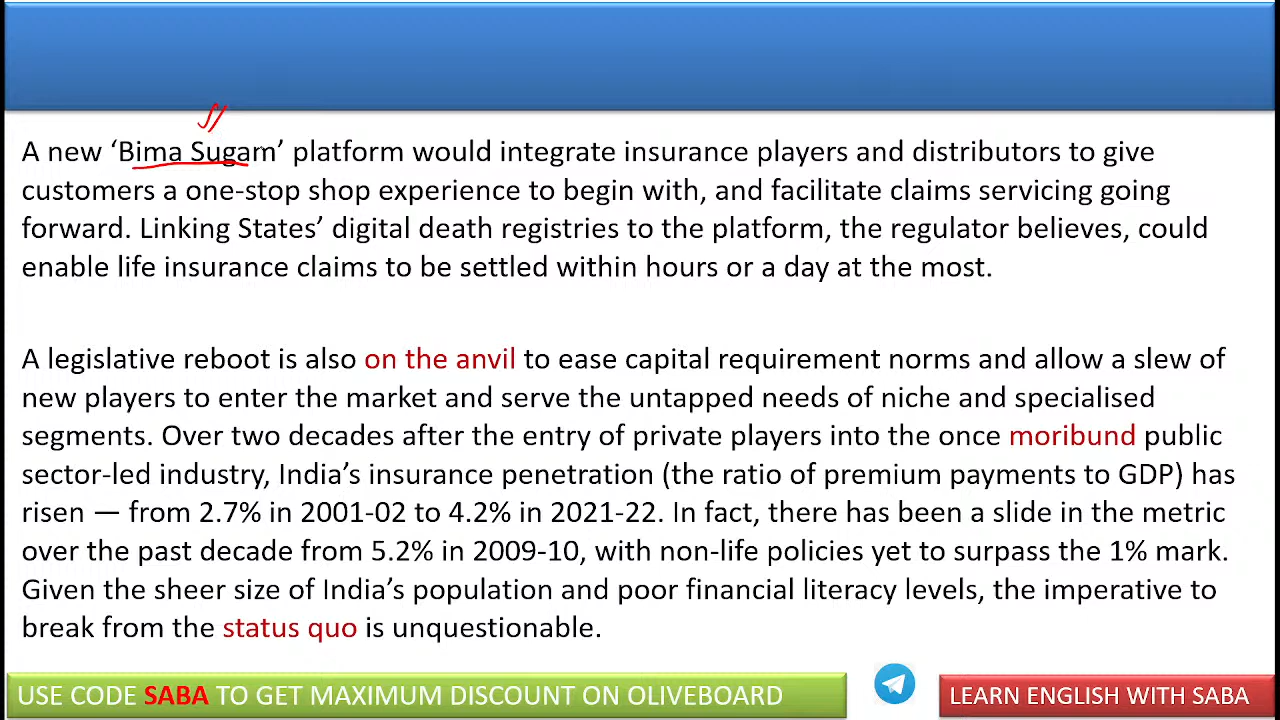 A new ‘Bima Sugam’ platform would integrate insurance players and distributors to give
customers a one-stop shop experience to begin with, and facilitate claims servicing going
forward. Linking States’ digital death registries to the platform, the regulator believes, could
enable life insurance claims to be settled within hours or a day at the most.
A legislative reboot is also on the anvil to ease capital requirement norms and allow a slew of
new players to enter the market and serve the untapped needs of niche and specialised
segments. Over two decades after the entry of private players into the once moribund public
sector-led industry, India’s insurance penetration (the ratio of premium payments to GDP) has
risen — from 2.7% in 2001-02 to 4.2% in 2021-22. In fact, there has been a slide in the metric
over the past decade from 5.2% in 2009-10, with non-life policies yet to surpass the 1% mark.
Given the sheer size of India’s population and poor financial literacy levels, the imperative to
break from the status quo is unquestionable.
USE CODE SABA TO GET MAXIMUM DISCOUNT ON OLIVEBOARD
LEARN ENGLISH WITH SABA